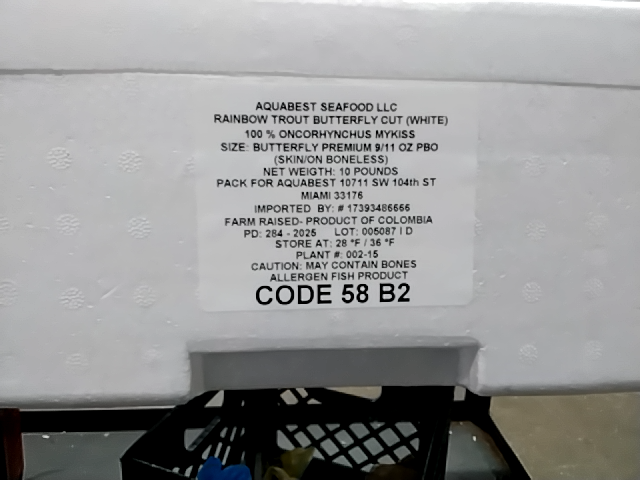 AQUABEST SEAFOOD LLC
RAINBOW TROUT BUTTERFLY CUT (WHITE)
100 % ONCORHYNCHUS MYKISS
SIZE: BUTTERFLY PREMIUM 9/11 OZ PBO
(SKIN/ON BONELESS)
NET WEIGTH: 10 POUNDS
PACK FOR AQUABEST 10711 SW 104th ST
MIAMI 33176
IMPORTED BY: # 17393486666
FARM RAISED- PRODUCT OF COLOMBIA
PD: 284 - 2025 LOT: 005087 I D
STORE AT: 28 °F / 36 °F
PLANT #: 002-15
CAUTION: MAY CONTAIN BONES
ALLERGEN FISH PRODUCT
CODE 58 B2